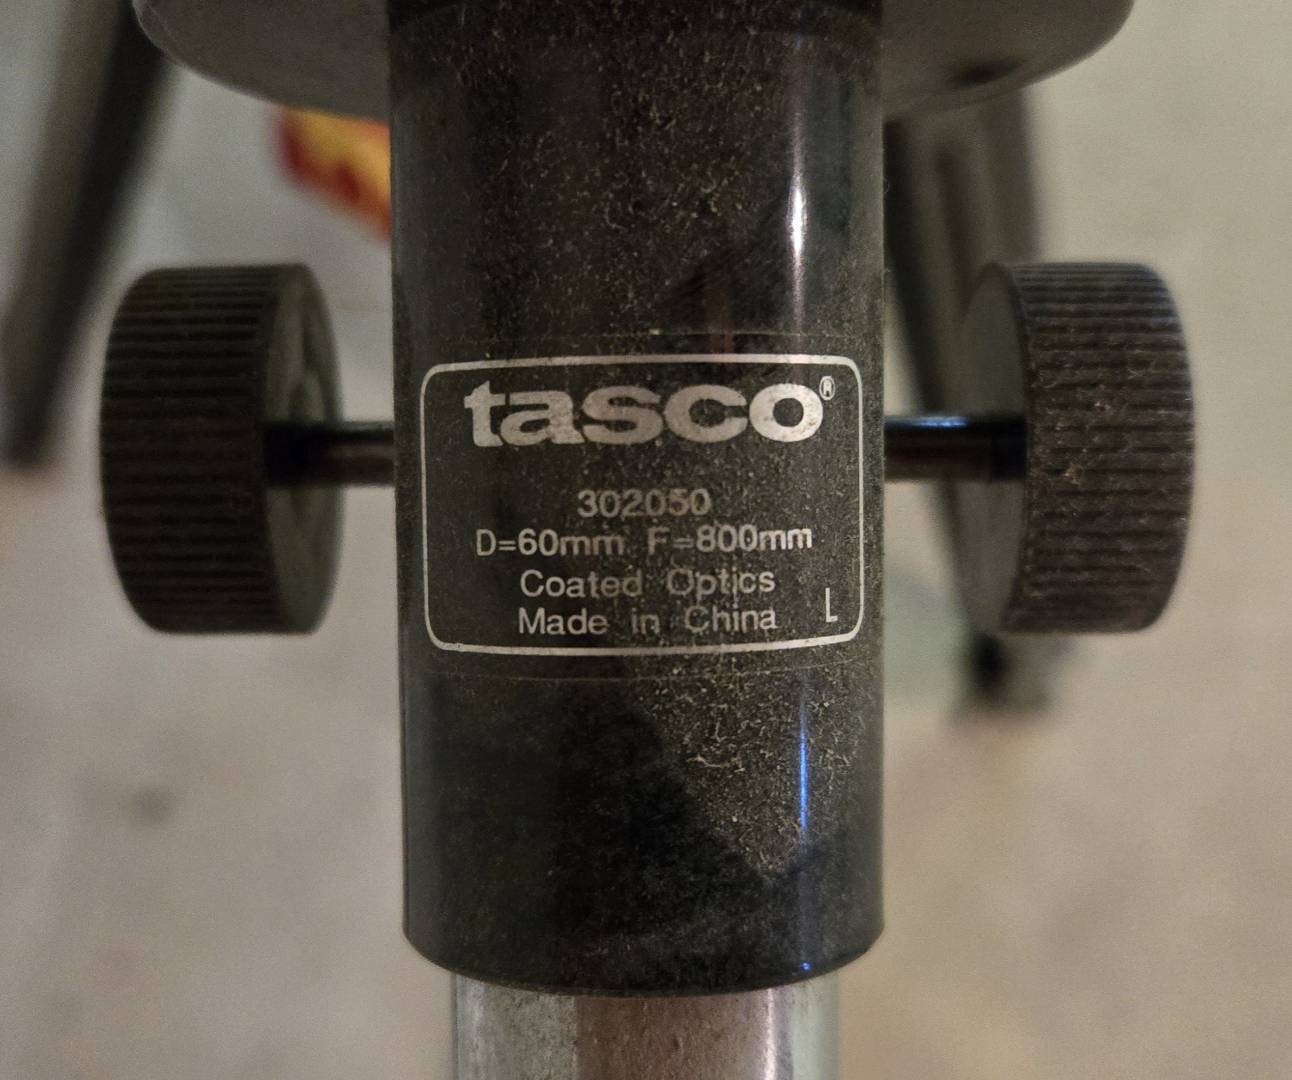 tasco®
302050
D=60mm F=800mm
Coated Optics
Made in China L